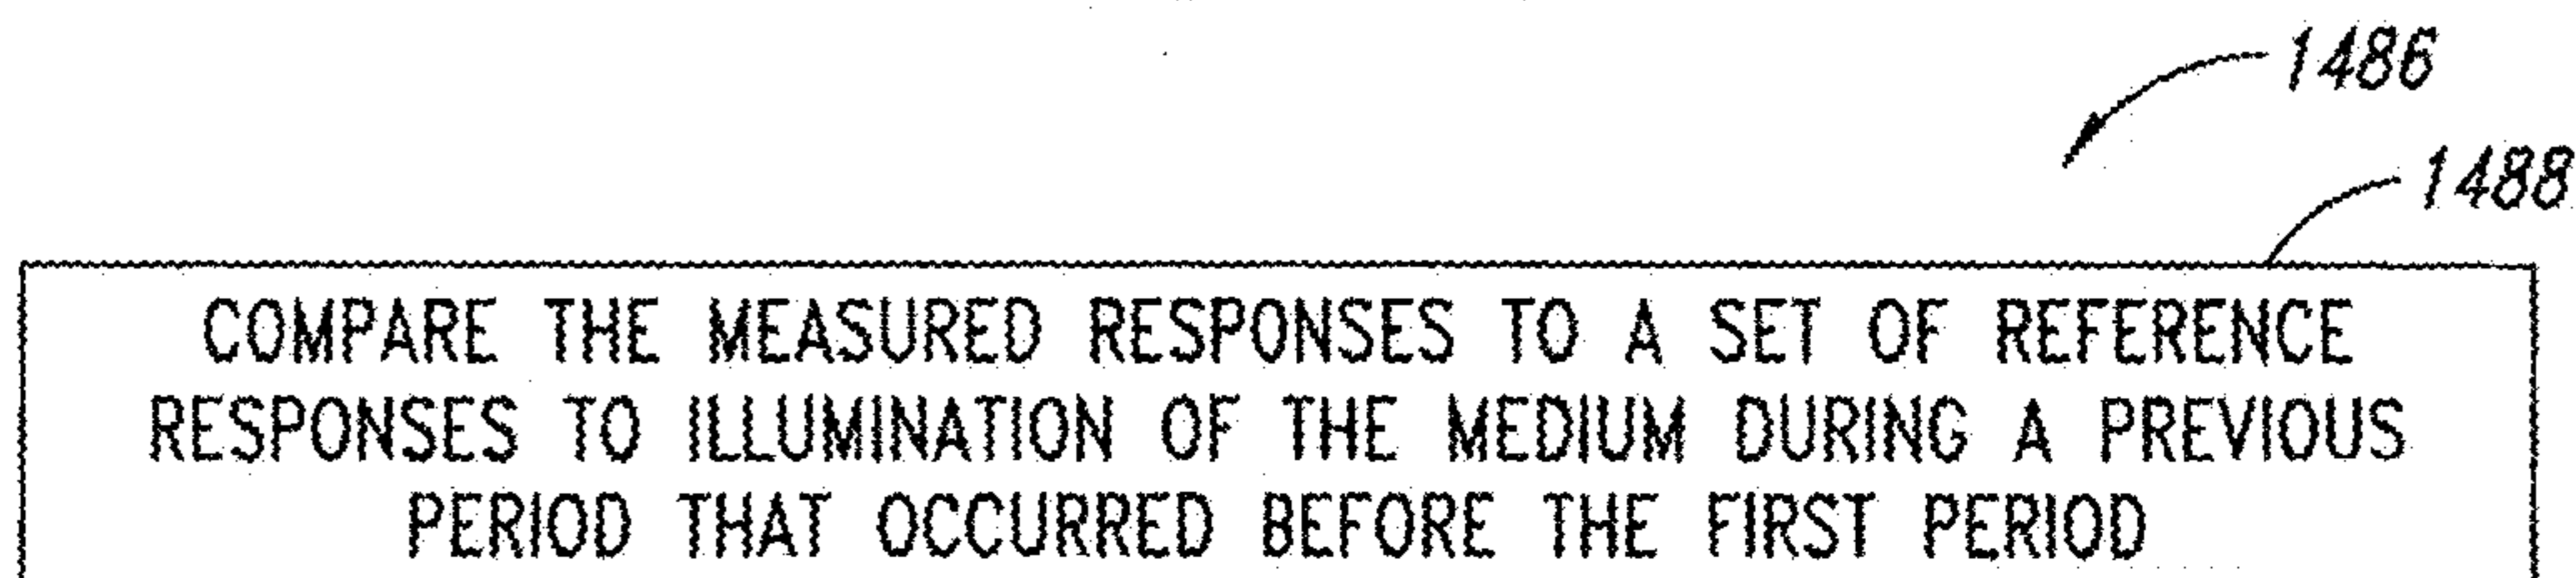 1486
1488
COMPARE THE MEASURED RESPONSES TO A SET OF REFERENCE
RESPONSES TO ILLUMINATION OF THE MEDIUM DURING A PREVIOUS
PERIOD THAT OCCURRED BEFORE THE FIRST PERIOD